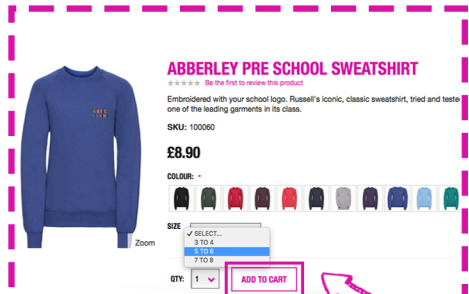 ABBERLEY PRE SCHOOL SWEATSHIRT
Be the first to review this product
Embroidered with your school logo. Russell's iconic, classic sweatshirt, tried and teste
one of the leading garments in its class.
SKU: 100060
£8.90
COLOUR: *
SIZE
✓ SELECT...
3 TO 4
5 TO 6
7 TO 8
Zoom
QTY: 1
ADD TO CART